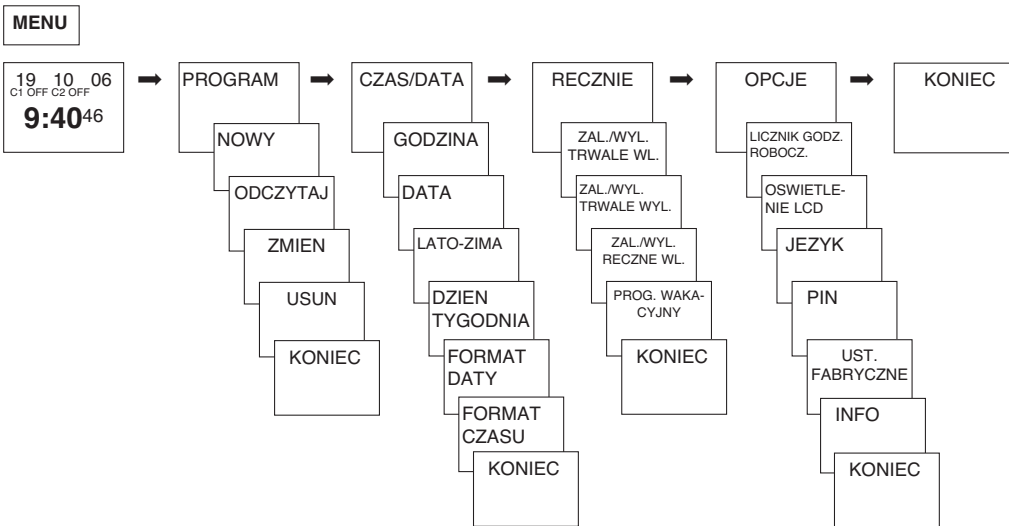 MENU
19 10 06
C1 OFF C2 OFF
9:40 46
PROGRAM
NOWY
ODCZYTAJ
ZMIEN
USUN
KONIEC
CZAS/DATA
GODZINA
DATA
LATO-ZIMA
DZIEN
TYGODNIA
FORMAT
DATY
FORMAT
CZASU
KONIEC
RECZNIE
ZAL./WYL.
TRWALE WL.
ZAL./WYL.
TRWALE WYL.
ZAL./WYL.
RECZNE WL.
PROG. WAKA-
CYJNY
KONIEC
OPCJE
LICZNIK GODZ.
ROBOCZ.
OSWIETLE-
NIE LCD
JEZYK
PIN
UST.
FABRYCZNE
INFO
KONIEC
KONIEC